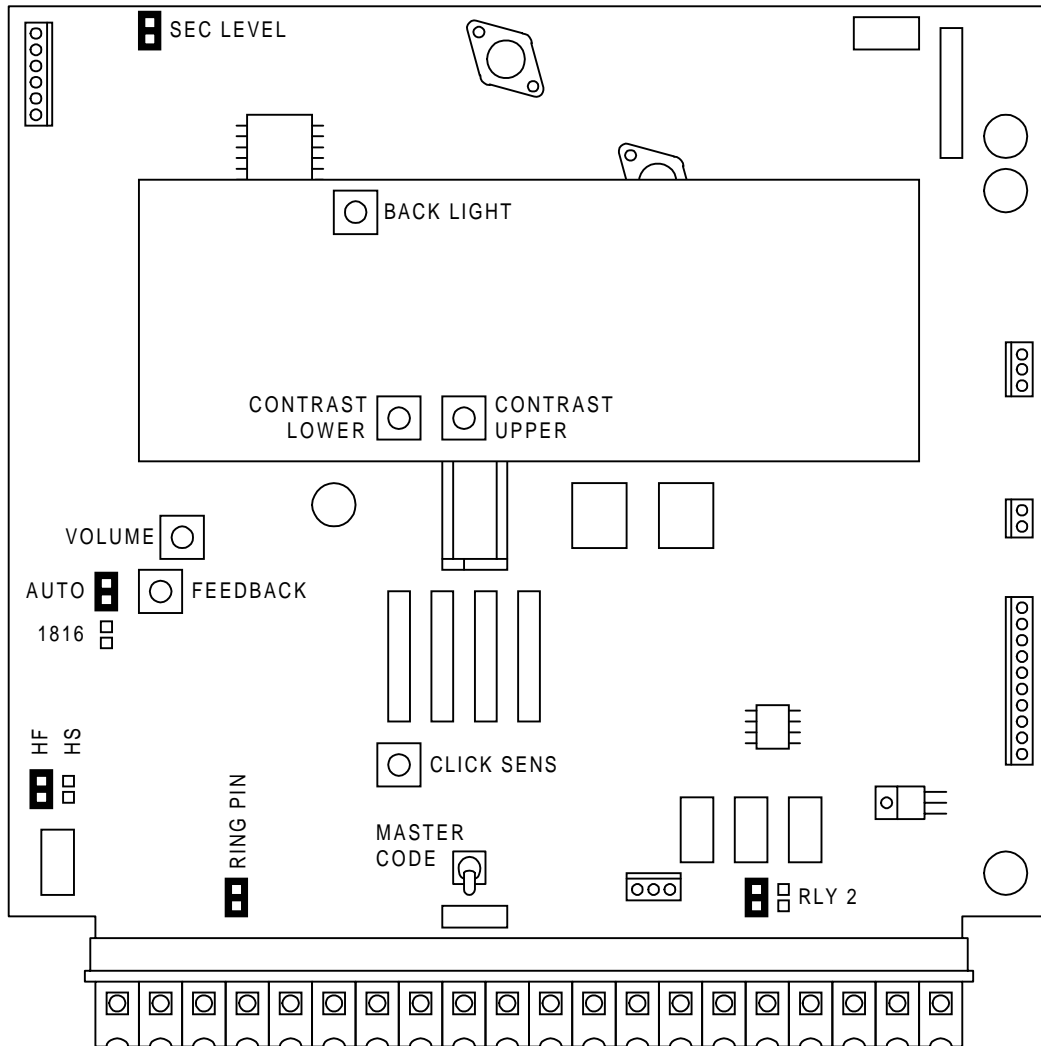 SEC LEVEL
BACK LIGHT
CONTRAST
LOWER
CONTRAST
UPPER
VOLUME
AUTO
FEEDBACK
1816
HF
HS
CLICK SENS
RING PIN
MASTER
CODE
RLY 2